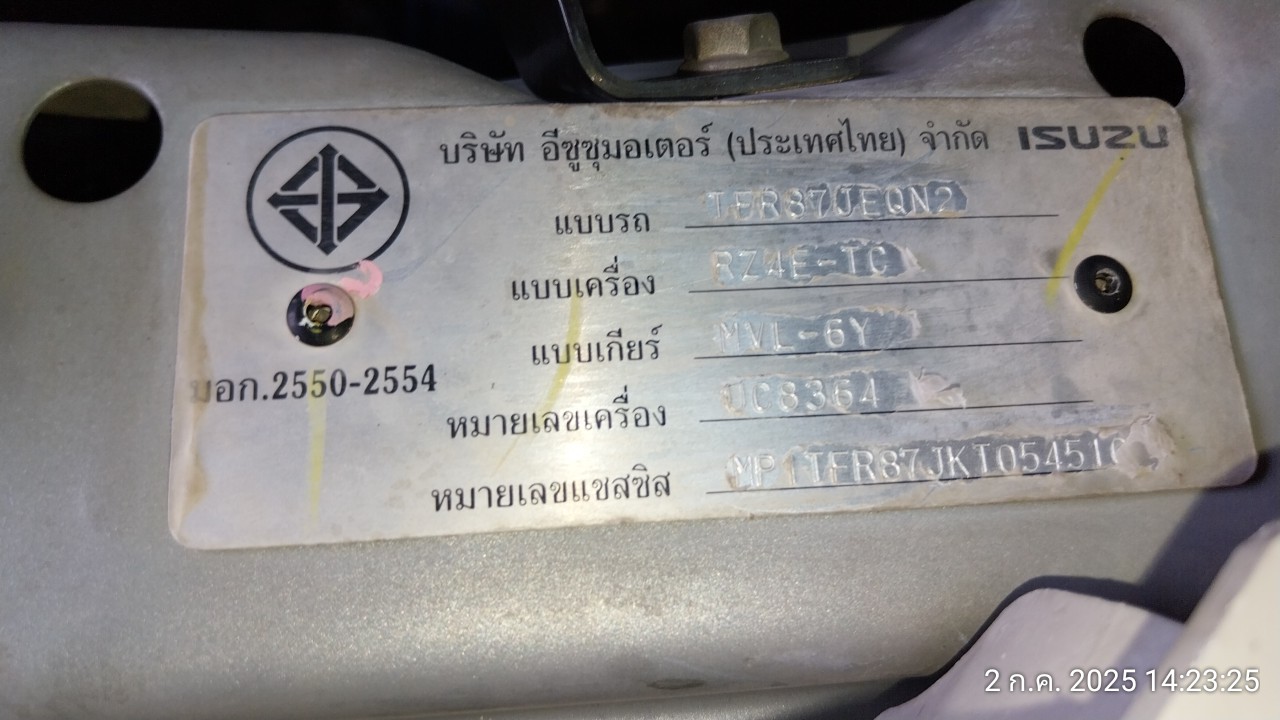 บริษัท อีซูซุมอเตอร์ (ประเทศไทย) จำกัด ISUZU
แบบรถ TFR87JEQN2
แบบเครื่อง RZ4E-TC
แบบเกียร์ MVL-6Y
มอก.2550-2554
หมายเลขเครื่อง UC8364
หมายเลขแชสซิส
2 ก.ค. 2025 14:23:25